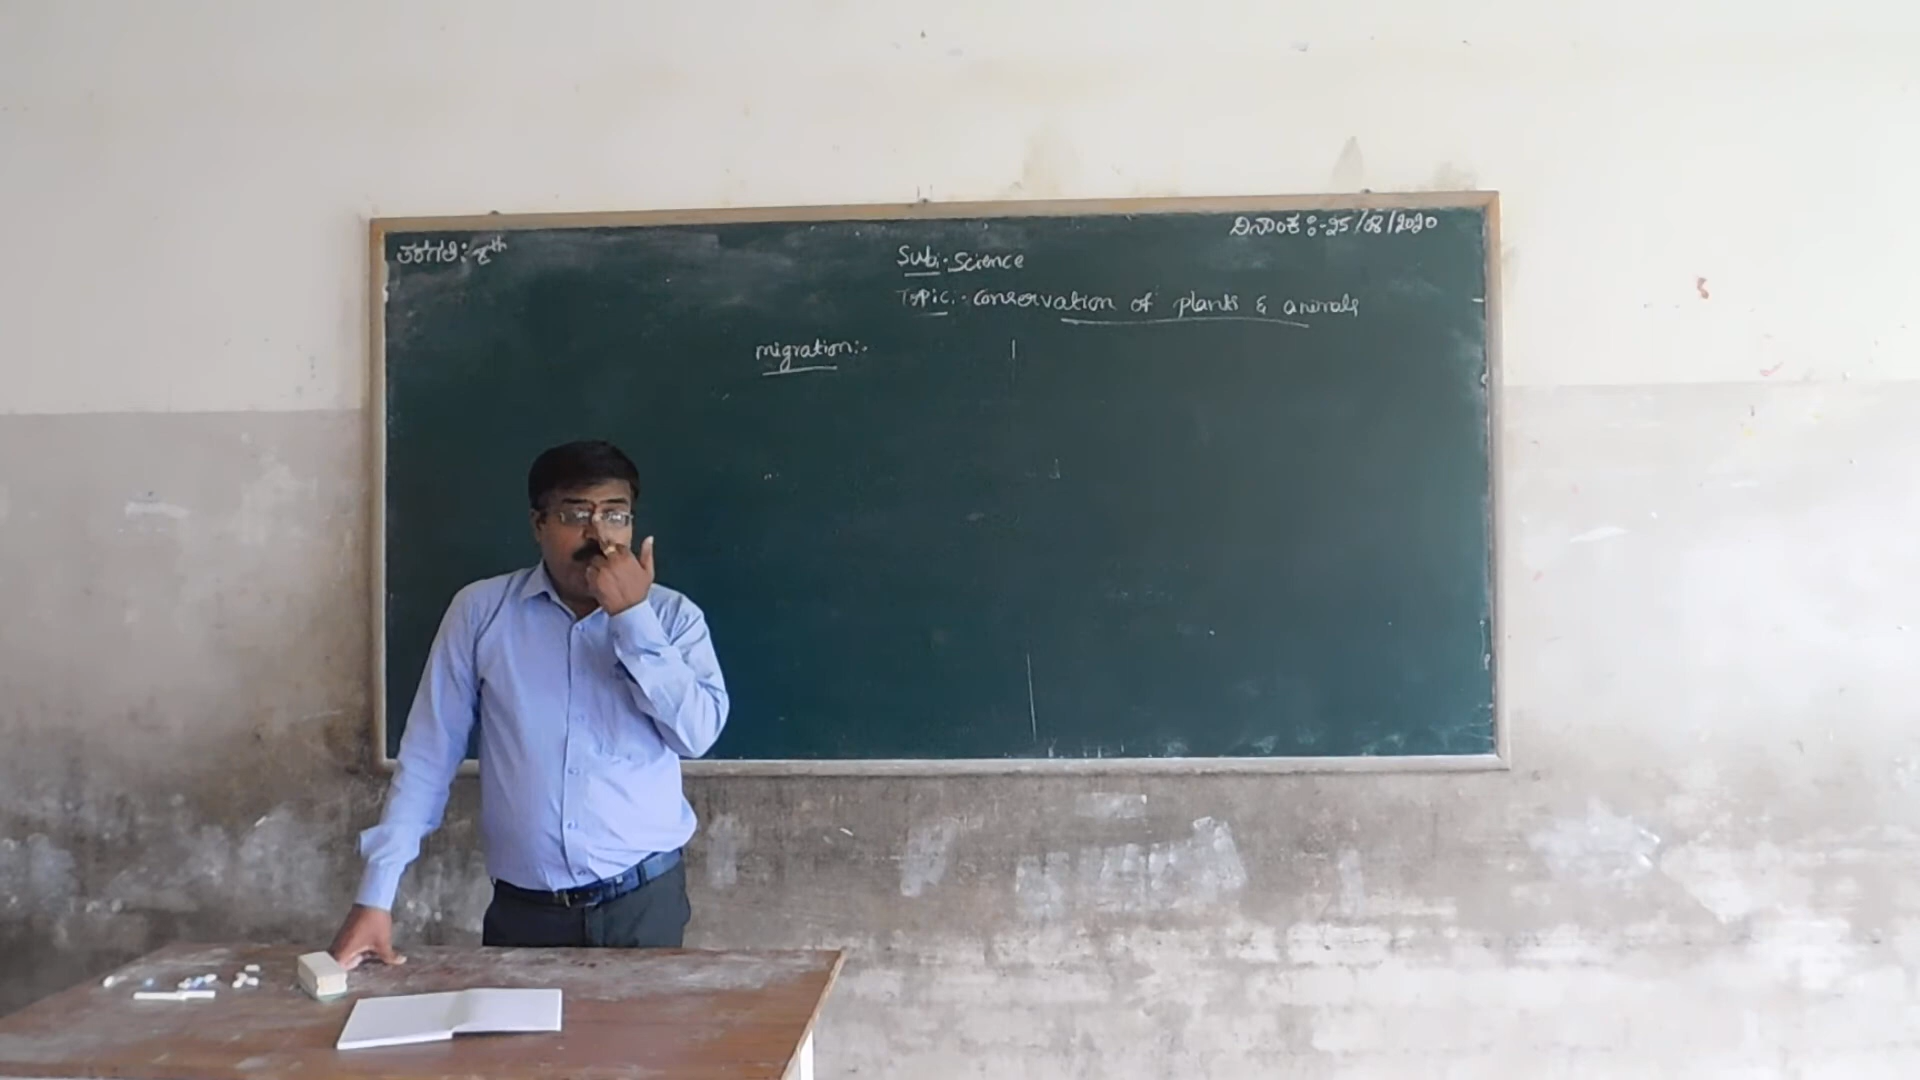 ತರಗತಿ: 8th
ದಿನಾಂಕ :-25/08/2020
Sub:- Science
Topic:- Conservation of plants & animals
migration:-